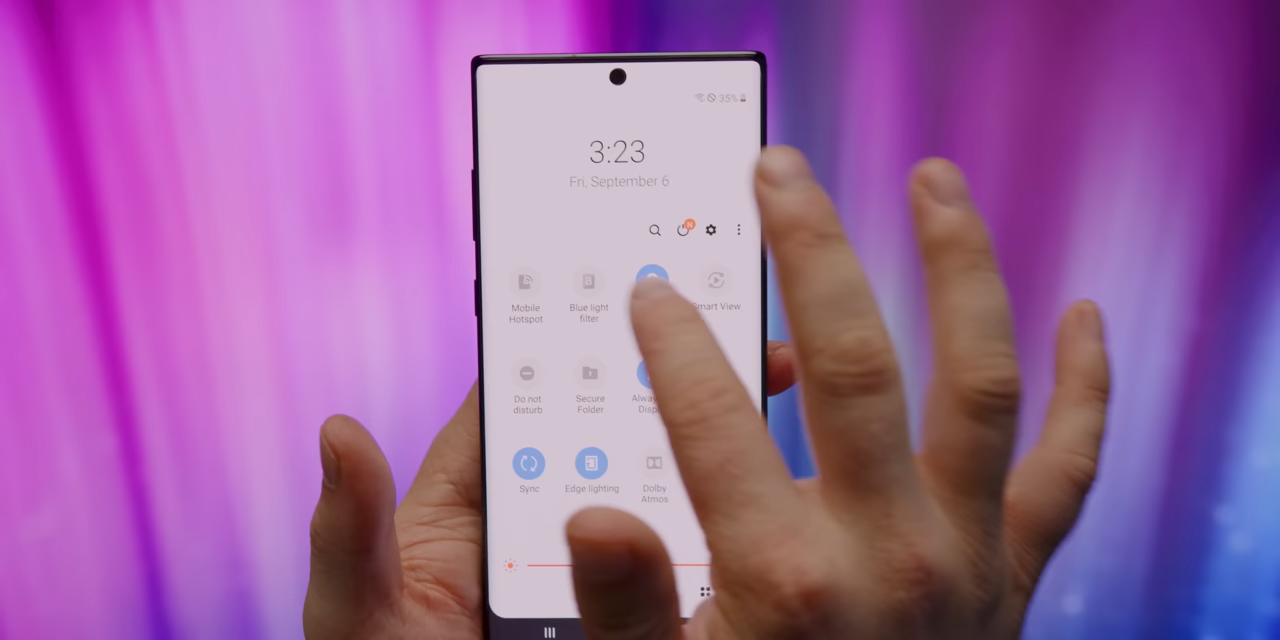 35%
3:23
Fri, September 6
N
Mobile
Hotspot
Blue light
filter
Smart View
Do not
disturb
Secure
Folder
Sync
Edge lighting
Dolby
Atmos